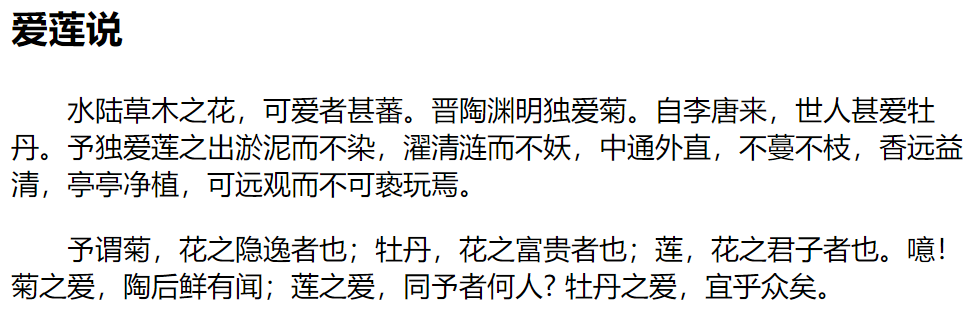 爱莲说
水陆草木之花，可爱者甚蕃。晋陶渊明独爱菊。自李唐来，世人甚爱牡
丹。予独爱莲之出淤泥而不染，濯清涟而不妖，中通外直，不蔓不枝，香远益
清，亭亭净植，可远观而不可亵玩焉。
予谓菊，花之隐逸者也；牡丹，花之富贵者也；莲，花之君子者也。噫！
菊之爱，陶后鲜有闻；莲之爱，同予者何人? 牡丹之爱，宜乎众矣。